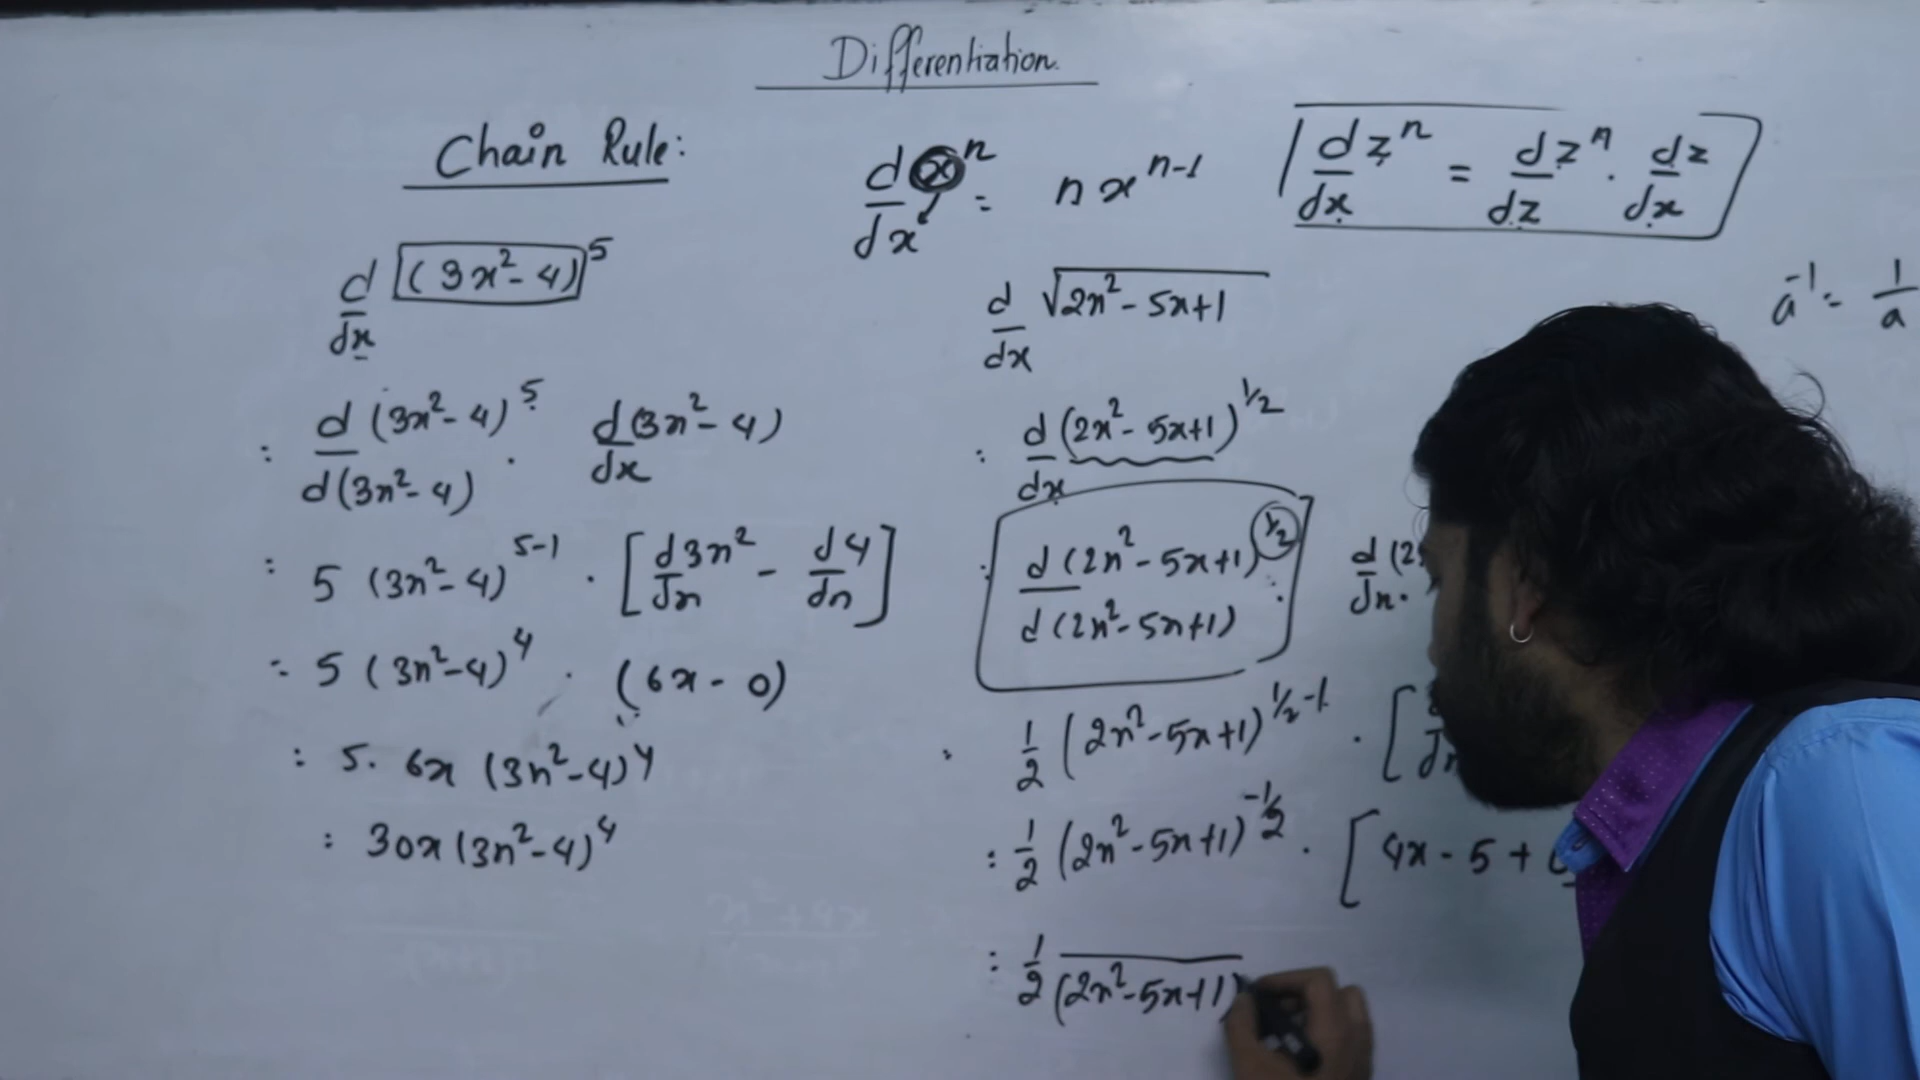 Differentiation.
Chain Rule:
d/dx x^n = n x^(n-1)
d/dx z^n = d/dz z^n . dz/dx
a^-1 = 1/a
d/dx (3x²-4)^5
: d(3x²-4)^5/d(3x²-4) . d(3x²-4)/dx
: 5 (3x²-4)^(5-1) . [d3x²/dx - d4/dx]
= 5 (3x²-4)^4 . (6x - 0)
: 5. 6x (3x²-4)^4
: 30x (3x²-4)^4
d/dx √2x²-5x+1
: d/dx (2x²-5x+1)^1/2
: d(2x²-5x+1)^1/2/d(2x²-5x+1) . d/dx (2
: 1/2 (2x²-5x+1)^(1/2-1) . [
: 1/2 (2x²-5x+1)^-1/2 . [4x - 5 +
: 1/2 (2x²-5x+1)